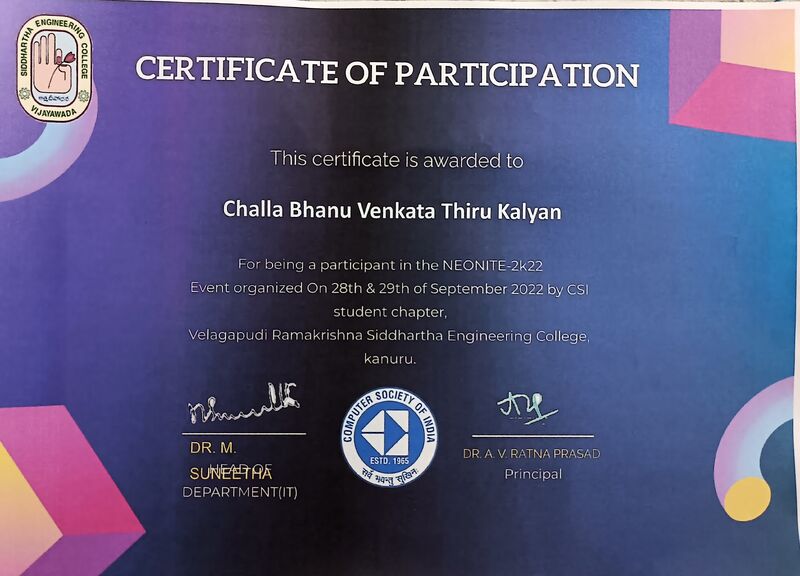 SIDDHARTHA ENGINEERING COLLEGE
VIJAYAWADA
CERTIFICATE OF PARTICIPATION
This certificate is awarded to
Challa Bhanu Venkata Thiru Kalyan
For being a participant in the NEONITE-2k22
Event organized On 28th & 29th of September 2022 by CSI
student chapter,
Velagapudi Ramakrishna Siddhartha Engineering College,
kanuru.
COMPUTER SOCIETY OF INDIA
ESTD. 1965
सर्वे भवन्तु सुखिनः
DR. M.
SUNEETHA
HEAD OF
DEPARTMENT(IT)
DR. A. V. RATNA PRASAD
Principal